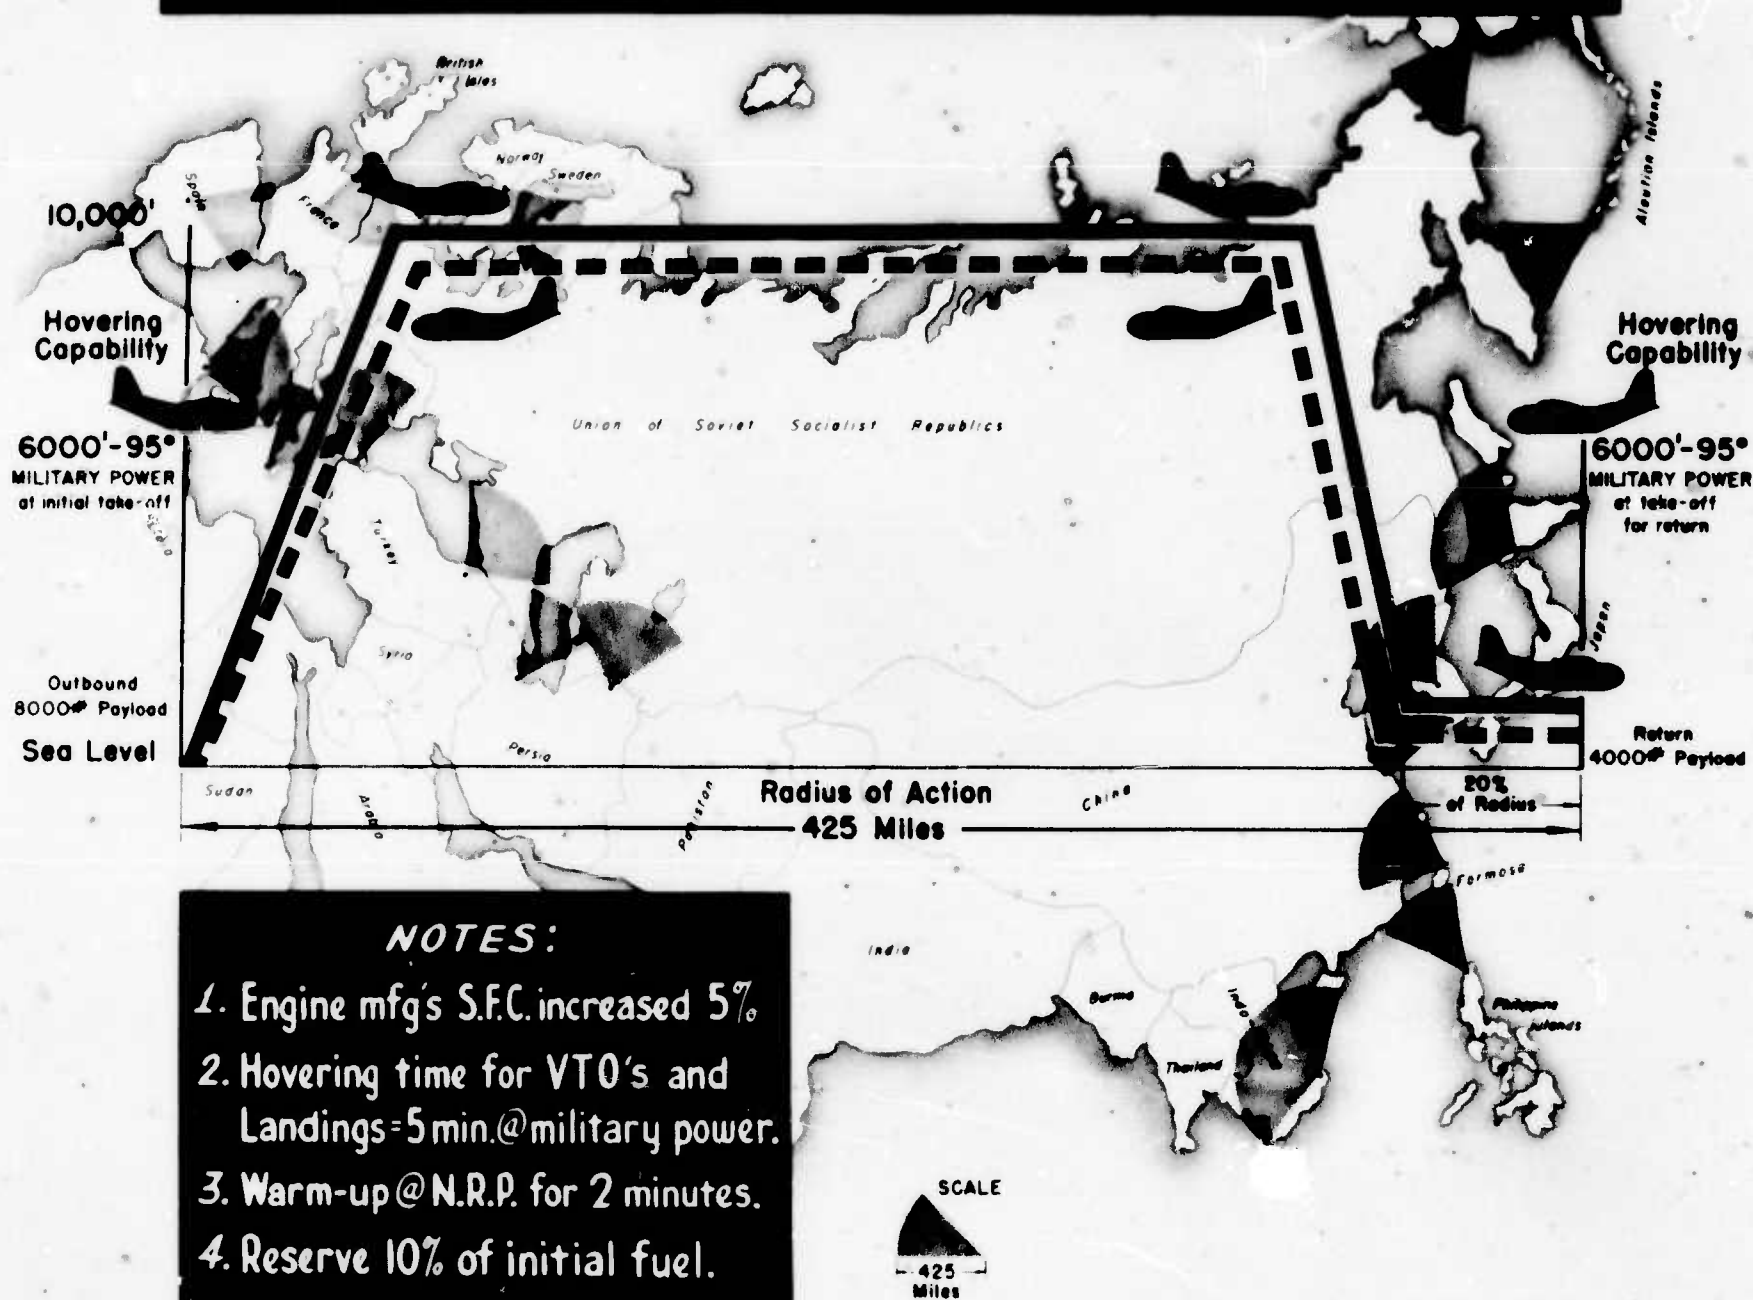 British
Isles
Norway
Sweden
Spain
France
Aleution Islands
10,000'
Hovering
Capability
6000'-95°
MILITARY POWER
at initial take-off
Hovering
Capability
6000'-95°
MILITARY POWER
at take-off
for return
Union of Soviet Socialist Republics
Turkey
Syria
Japan
Outbound
8000# Payload
Sea Level
Return
4000# Payload
Persia
Sudan
Arabia
Pakistan
China
Radius of Action
425 Miles
20%
of Radius
Formosa
India
Burma
Indo-
Thailand
Philippine
Islands
NOTES:
1. Engine mfg's S.F.C. increased 5%
2. Hovering time for VTO's and
Landings=5 min.@military power.
3. Warm-up @ N.R.P. for 2 minutes.
4. Reserve 10% of initial fuel.
SCALE
425
Miles